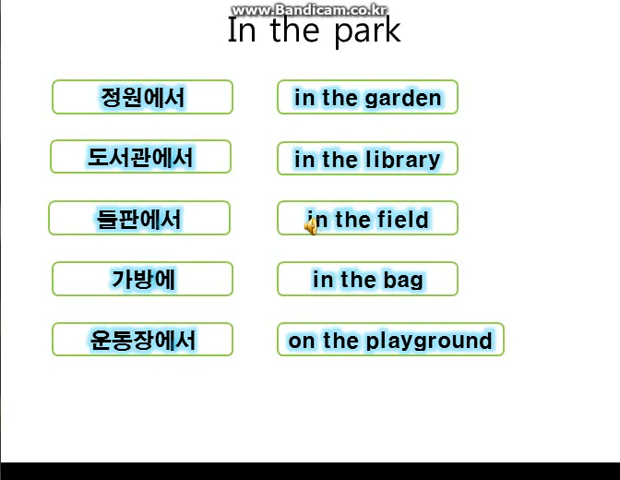 www.Bandicam.co.kr
In the park
정원에서 in the garden
도서관에서 in the library
들판에서 in the field
가방에 in the bag
운동장에서 on the playground